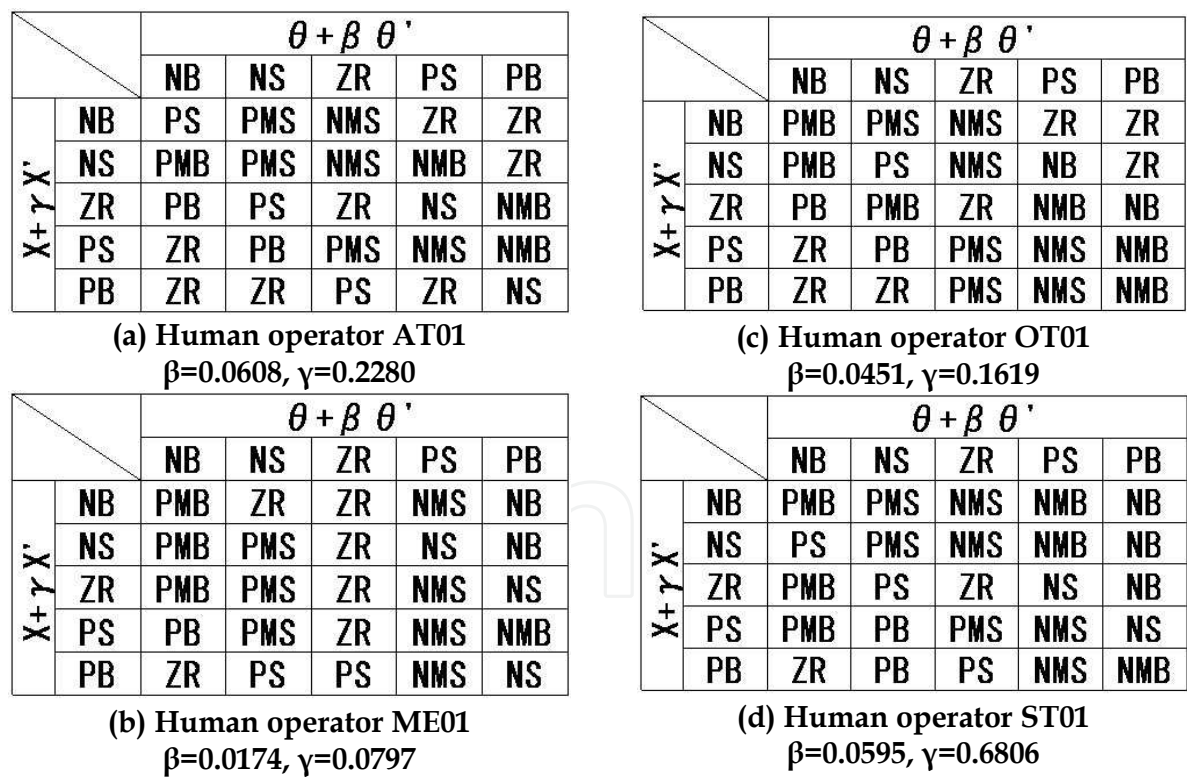 θ + β θ '
NB NS ZR PS PB
X + γ X'
NB PS PMS NMS ZR ZR
NS PMB PMS NMS NMB ZR
ZR PB PS ZR NS NMB
PS ZR PB PMS NMS NMB
PB ZR ZR PS ZR NS
(a) Human operator AT01
β=0.0608, γ=0.2280
θ + β θ '
NB NS ZR PS PB
X + γ X'
NB PMB PMS NMS ZR ZR
NS PMB PS NMS NB ZR
ZR PB PMB ZR NMB NB
PS ZR PB PMS NMS NMB
PB ZR ZR PMS NMS NMB
(c) Human operator OT01
β=0.0451, γ=0.1619
θ + β θ '
NB NS ZR PS PB
X + γ X'
NB PMB ZR ZR NMS NB
NS PMB PMS ZR NS NB
ZR PMB PMS ZR NMS NS
PS PB PMS ZR NMS NMB
PB ZR PS PS NMS NS
(b) Human operator ME01
β=0.0174, γ=0.0797
θ + β θ '
NB NS ZR PS PB
X + γ X'
NB PMB PMS NMS NMB NB
NS PS PMS NMS NMB NB
ZR PMB PS ZR NS NB
PS PMB PB PMS NMS NS
PB ZR PB PS NMS NMB
(d) Human operator ST01
β=0.0595, γ=0.6806